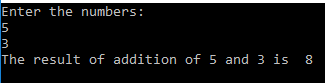 Enter the numbers:
5
3
The result of addition of 5 and 3 is  8